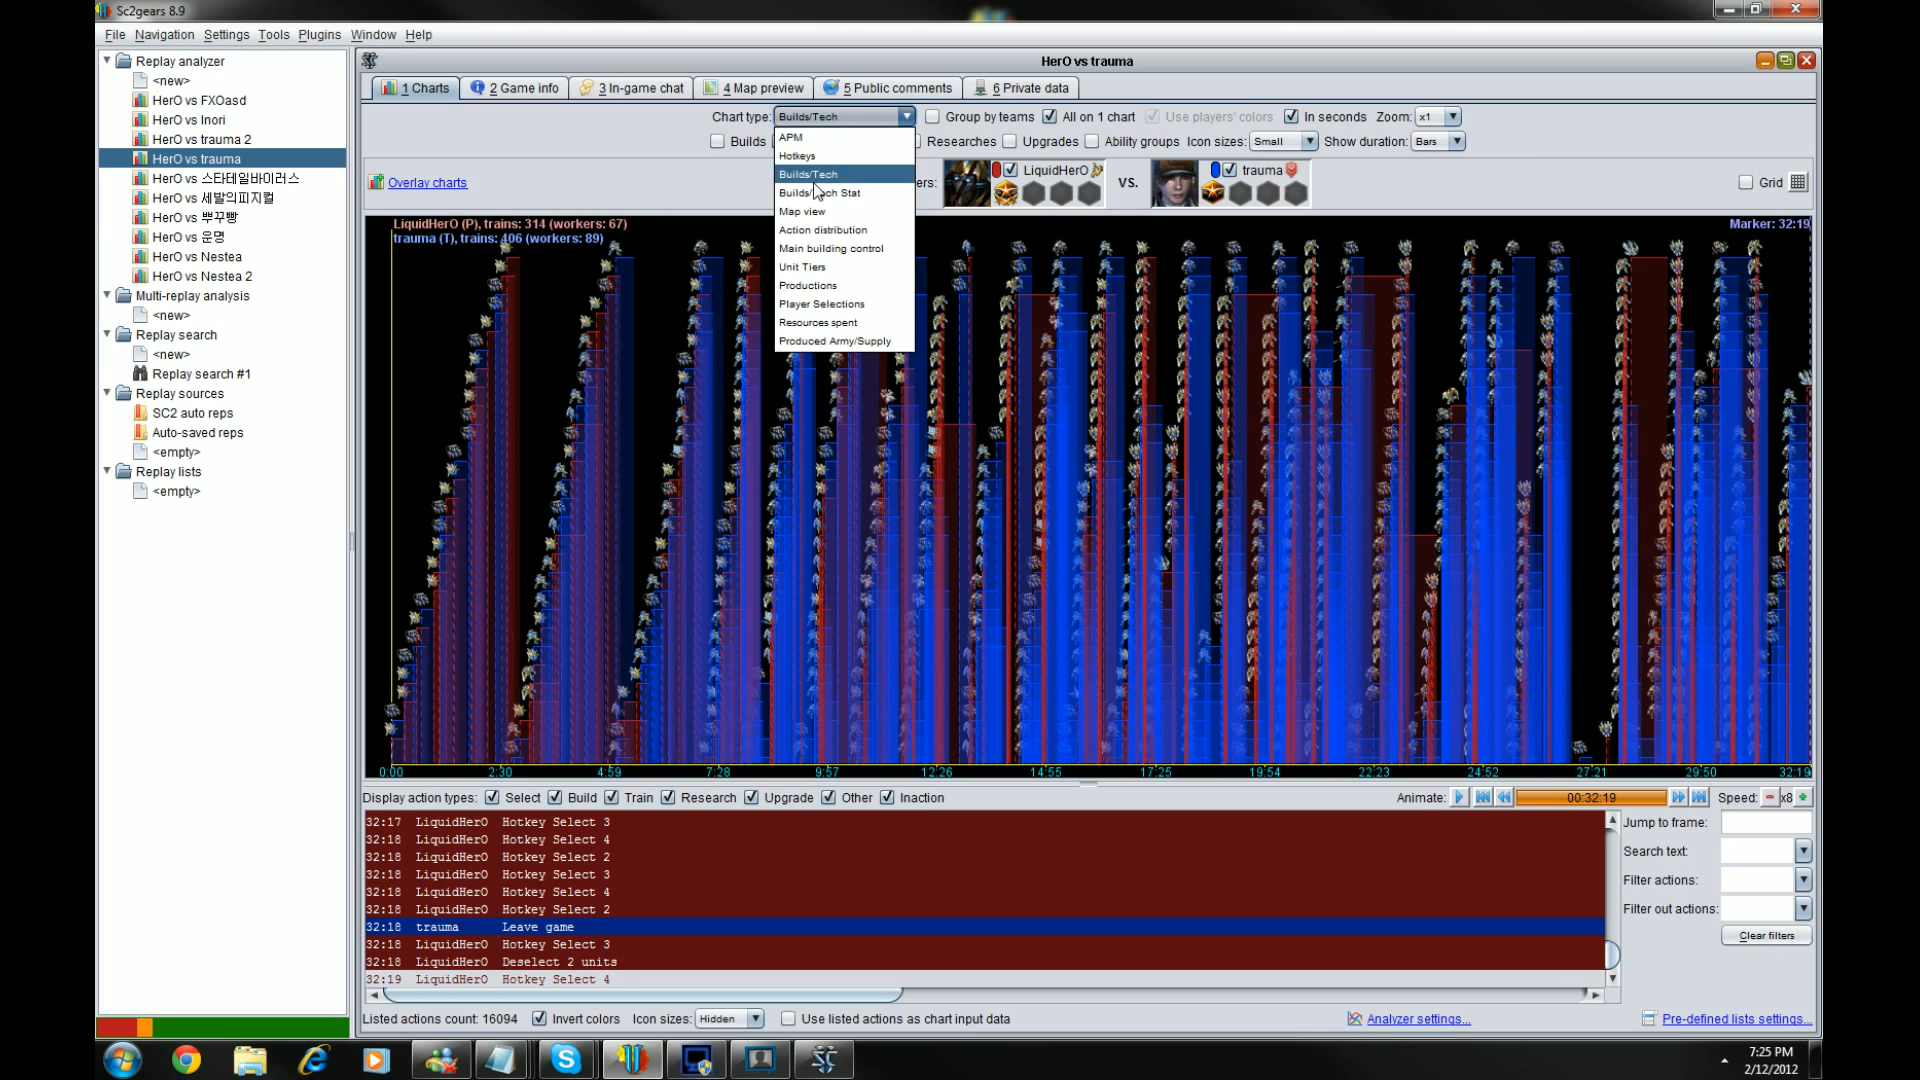 Sc2gears 8.9
File Navigation Settings Tools Plugins Window Help
Replay analyzer
<new>
HerO vs FXOasd
HerO vs Inori
HerO vs trauma 2
HerO vs trauma
HerO vs 스타테일바이러스
HerO vs 세발의피지컬
HerO vs 뿌꾸빵
HerO vs 운명
HerO vs Nestea
HerO vs Nestea 2
Multi-replay analysis
<new>
Replay search
<new>
Replay search #1
Replay sources
SC2 auto reps
Auto-saved reps
<empty>
Replay lists
<empty>
HerO vs trauma
1 Charts 2 Game info 3 In-game chat 4 Map preview 5 Public comments 6 Private data
Chart type: Builds/Tech Group by teams All on 1 chart Use players' colors In seconds Zoom: x1
Builds Researches Upgrades Ability groups Icon sizes: Small Show duration: Bars
APM
Hotkeys
Builds/Tech
Builds/Tech Stat
Map view
Action distribution
Main building control
Unit Tiers
Productions
Player Selections
Resources spent
Produced Army/Supply
Overlay charts ers: LiquidHerO VS. trauma Grid
LiquidHerO (P), trains: 314 (workers: 67)
trauma (T), trains: 406 (workers: 89)
Marker: 32:19
0:00 2:30 4:59 7:28 9:57 12:26 14:55 17:25 19:54 22:23 24:52 27:21 29:50 32:19
Display action types: Select Build Train Research Upgrade Other Inaction Animate: 00:32:19 Speed: x8
32:17 LiquidHerO Hotkey Select 3
32:18 LiquidHerO Hotkey Select 4
32:18 LiquidHerO Hotkey Select 2
32:18 LiquidHerO Hotkey Select 3
32:18 LiquidHerO Hotkey Select 4
32:18 LiquidHerO Hotkey Select 2
32:18 trauma Leave game
32:18 LiquidHerO Hotkey Select 3
32:18 LiquidHerO Deselect 2 units
32:19 LiquidHerO Hotkey Select 4
Jump to frame:
Search text:
Filter actions:
Filter out actions:
Clear filters
Listed actions count: 16094 Invert colors Icon sizes: Hidden Use listed actions as chart input data Analyzer settings... Pre-defined lists settings...
7:25 PM
2/12/2012